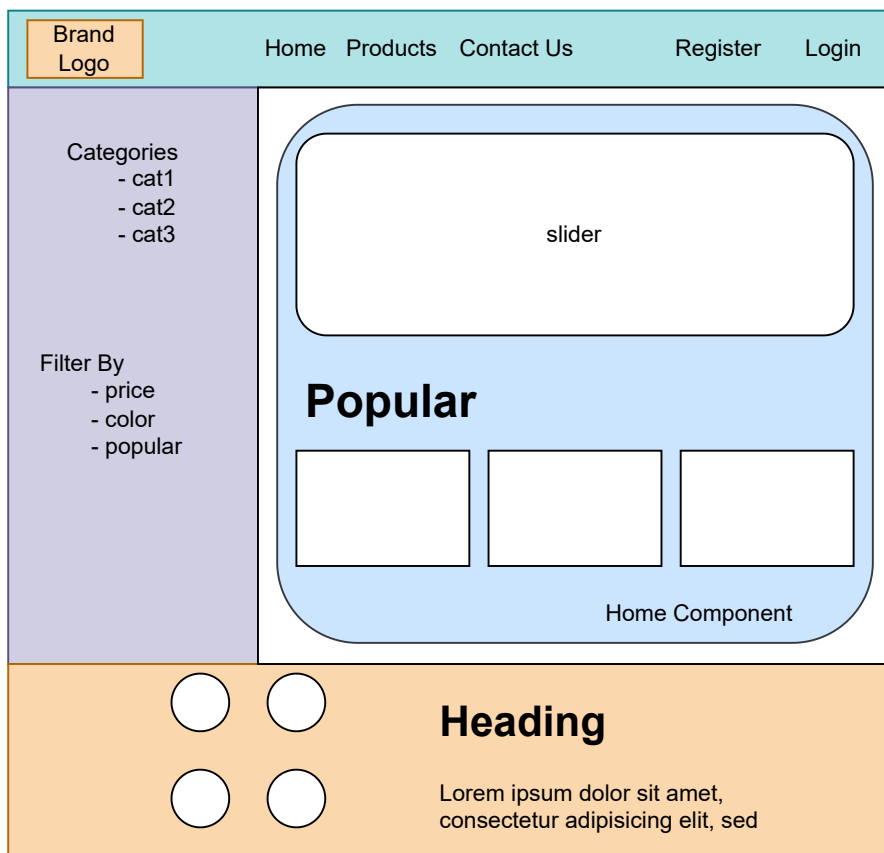 Brand
Logo
Home Products Contact Us Register Login
Categories
- cat1
- cat2
- cat3
Filter By
- price
- color
- popular
slider
Popular
Home Component
Heading
Lorem ipsum dolor sit amet,
consectetur adipisicing elit, sed